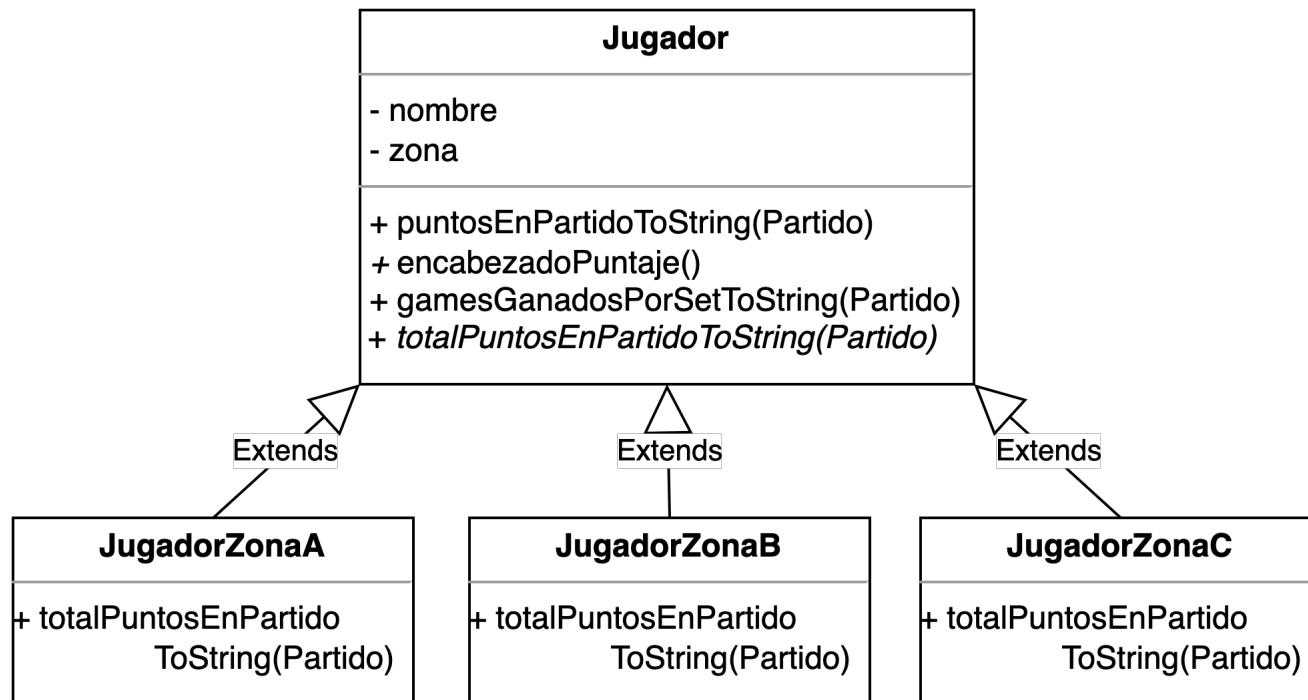 Jugador
- nombre
- zona
+ puntosEnPartidoToString(Partido)
+ encabezadoPuntaje()
+ gamesGanadosPorSetToString(Partido)
+ totalPuntosEnPartidoToString(Partido)
Extends
Extends
Extends
JugadorZonaA
+ totalPuntosEnPartido
ToString(Partido)
JugadorZonaB
+ totalPuntosEnPartido
ToString(Partido)
JugadorZonaC
+ totalPuntosEnPartido
ToString(Partido)